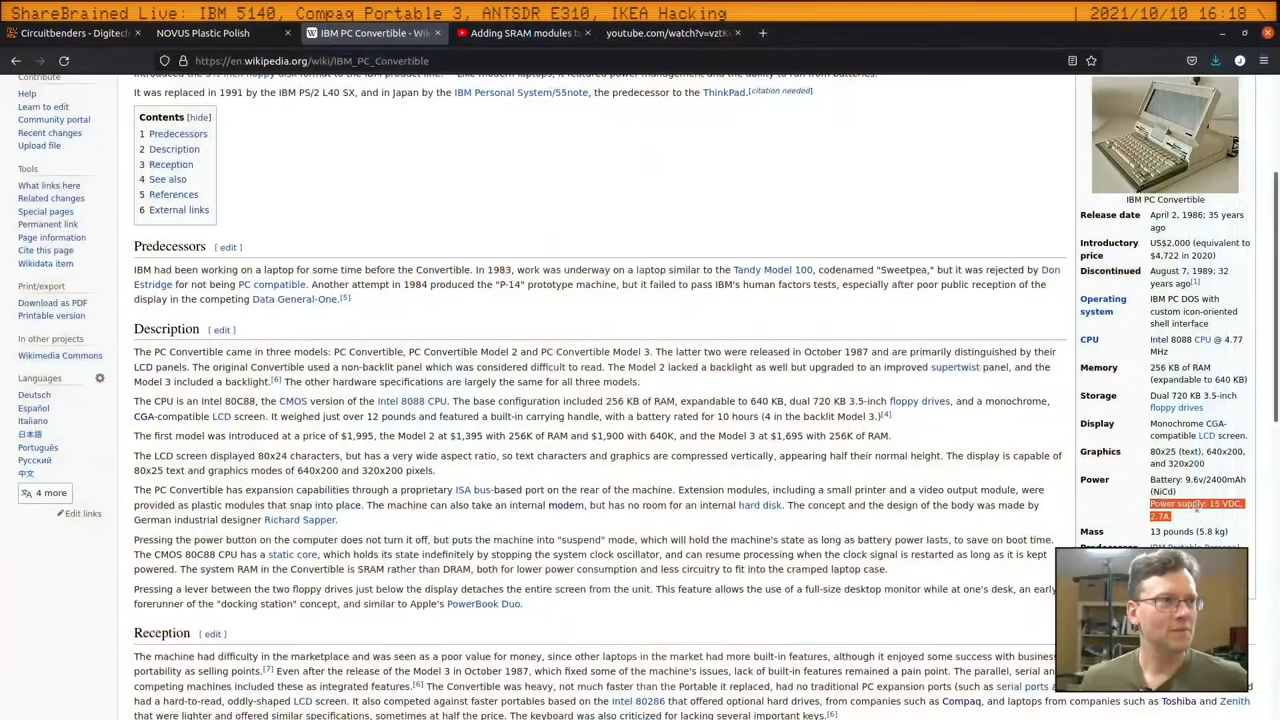 ShareBrained Live: IBM 5140, Compaq Portable 3, ANTSDR E310, IKEA Hacking | 2021/10/10 16:18 \
Circuitbenders - Digitech × NOVUS Plastic Polish × IBM PC Convertible - Wik × Adding SRAM modules to × youtube.com/watch?v=vztK × +
https://en.wikipedia.org/wiki/IBM_PC_Convertible
It was replaced in 1991 by the IBM PS/2 L40 SX, and in Japan by the IBM Personal System/55note, the predecessor to the ThinkPad.[citation needed]
Contribute
Help
Learn to edit
Community portal
Recent changes
Upload file
Tools
What links here
Related changes
Special pages
Permanent link
Page information
Cite this page
Wikidata item
Print/export
Download as PDF
Printable version
In other projects
Wikimedia Commons
Languages
Deutsch
Español
Italiano
日本語
Português
Русский
中文
4 more
Edit links
Contents [hide]
1 Predecessors
2 Description
3 Reception
4 See also
5 References
6 External links
Predecessors [ edit ]
IBM had been working on a laptop for some time before the Convertible. In 1983, work was underway on a laptop similar to the Tandy Model 100, codenamed "Sweetpea," but it was rejected by Don
Estridge for not being PC compatible. Another attempt in 1984 produced the "P-14" prototype machine, but it failed to pass IBM's human factors tests, especially after poor public reception of the
display in the competing Data General-One.[5]
Description [ edit ]
The PC Convertible came in three models: PC Convertible, PC Convertible Model 2 and PC Convertible Model 3. The latter two were released in October 1987 and are primarily distinguished by their
LCD panels. The original Convertible used a non-backlit panel which was considered difficult to read. The Model 2 lacked a backlight as well but upgraded to an improved supertwist panel, and the
Model 3 included a backlight.[6] The other hardware specifications are largely the same for all three models.
The CPU is an Intel 80C88, the CMOS version of the Intel 8088 CPU. The base configuration included 256 KB of RAM, expandable to 640 KB, dual 720 KB 3.5-inch floppy drives, and a monochrome,
CGA-compatible LCD screen. It weighed just over 12 pounds and featured a built-in carrying handle, with a battery rated for 10 hours (4 in the backlit Model 3.)[4]
The first model was introduced at a price of $1,995, the Model 2 at $1,395 with 256K of RAM and $1,900 with 640K, and the Model 3 at $1,695 with 256K of RAM.
The LCD screen displayed 80x24 characters, but has a very wide aspect ratio, so text characters and graphics are compressed vertically, appearing half their normal height. The display is capable of
80x25 text and graphics modes of 640x200 and 320x200 pixels.
The PC Convertible has expansion capabilities through a proprietary ISA bus-based port on the rear of the machine. Extension modules, including a small printer and a video output module, were
provided as plastic modules that snap into place. The machine can also take an internal modem, but has no room for an internal hard disk. The concept and the design of the body was made by
German industrial designer Richard Sapper.
Pressing the power button on the computer does not turn it off, but puts the machine into "suspend" mode, which will hold the machine's state as long as battery power lasts, to save on boot time.
The CMOS 80C88 CPU has a static core, which holds its state indefinitely by stopping the system clock oscillator, and can resume processing when the clock signal is restarted as long as it is kept
powered. The system RAM in the Convertible is SRAM rather than DRAM, both for lower power consumption and less circuitry to fit into the cramped laptop case.
Pressing a lever between the two floppy drives just below the display detaches the entire screen from the unit. This feature allows the use of a full-size desktop monitor while at one's desk, an early
forerunner of the "docking station" concept, and similar to Apple's PowerBook Duo.
Reception [ edit ]
The machine had difficulty in the marketplace and was seen as a poor value for money, since other laptops in the market had more built-in features, although it enjoyed some success with business
portability as selling points.[7] Even after the release of the Model 3 in October 1987, which fixed some of the machine's issues, lack of built-in features remained a pain point. The parallel, serial an
competing machines included these as integrated features.[6] The Convertible was heavy, not much faster than the Portable it replaced, had no traditional PC expansion ports (such as serial ports a
had a hard-to-read, oddly-shaped LCD screen. It also competed against faster portables based on the Intel 80286 that offered optional hard drives, from companies such as Compaq, and laptops from companies such as Toshiba and Zenith
that were lighter and offered similar specifications, sometimes at half the price. The keyboard was also criticized for lacking several important keys.[6]
IBM PC Convertible
Release date April 2, 1986; 35 years
ago
Introductory US$2,000 (equivalent to
price $4,722 in 2020)
Discontinued August 7, 1989; 32
years ago[1]
Operating IBM PC DOS with
system custom icon-oriented
shell interface
CPU Intel 8088 CPU @ 4.77
MHz
Memory 256 KB of RAM
(expandable to 640 KB)
Storage Dual 720 KB 3.5-inch
floppy drives
Display Monochrome CGA-
compatible LCD screen.
Graphics 80x25 (text), 640x200,
and 320x200
Power Battery: 9.6v/2400mAh
(NiCd)
Power supply: 15 VDC,
2.7A
Mass 13 pounds (5.8 kg)